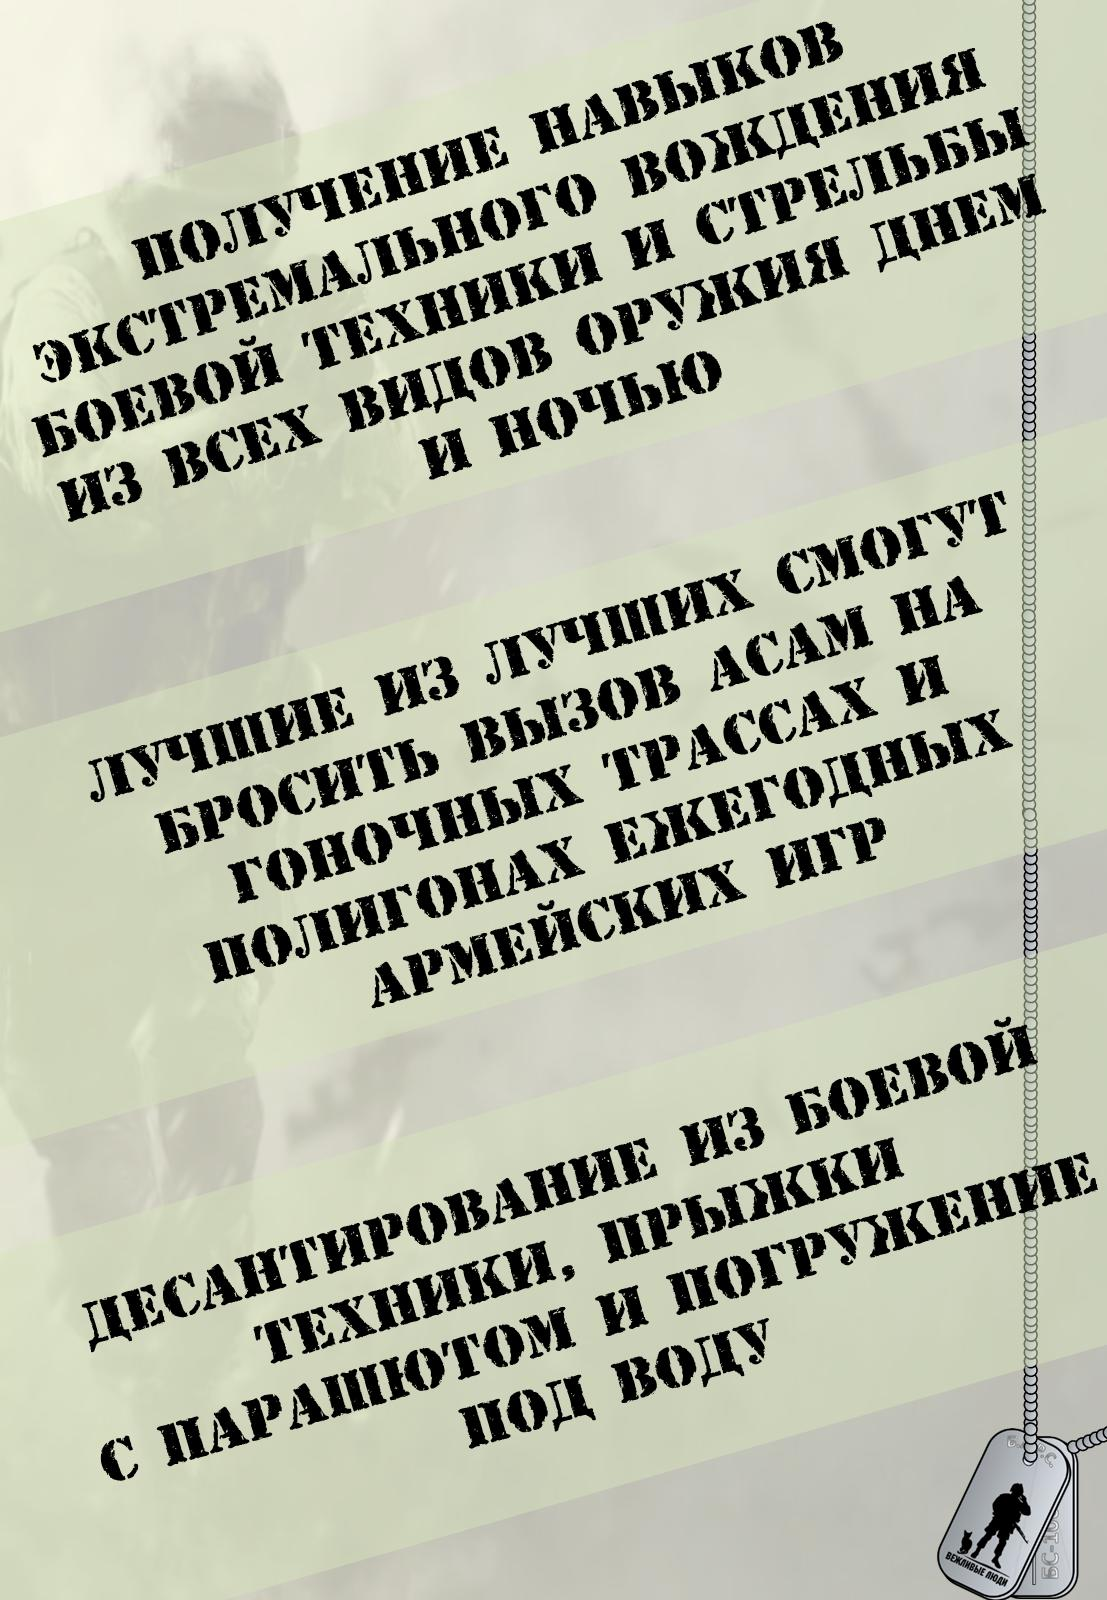 ПОЛУЧЕНИЕ НАВЫКОВ
ЭКСТРЕМАЛЬНОГО ВОЖДЕНИЯ
БОЕВОЙ ТЕХНИКИ И СТРЕЛЬБЫ
ИЗ ВСЕХ ВИДОВ ОРУЖИЯ ДНЕМ
И НОЧЬЮ
ЛУЧШИЕ ИЗ ЛУЧШИХ СМОГУТ
БРОСИТЬ ВЫЗОВ АСАМ НА
ГОНОЧНЫХ ТРАССАХ И
ПОЛИГОНАХ ЕЖЕГОДНЫХ
АРМЕЙСКИХ ИГР
ДЕСАНТИРОВАНИЕ ИЗ БОЕВОЙ
ТЕХНИКИ, ПРЫЖКИ
С ПАРАШЮТОМ И ПОГРУЖЕНИЕ
ПОД ВОДУ
ВЕЖЛИВЫЕ ЛЮДИ